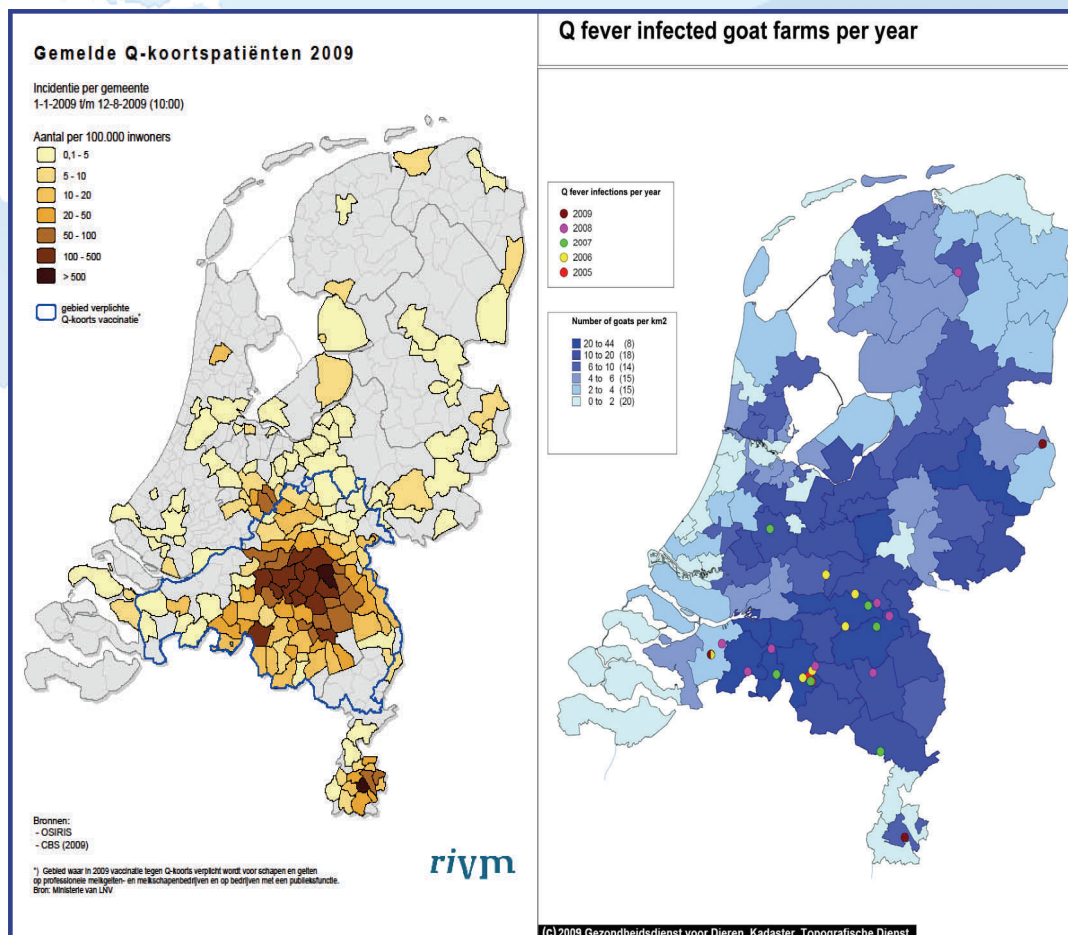 Gemelde Q-koortspatiënten 2009
Incidentie per gemeente
1-1-2009 t/m 12-8-2009 (10:00)
Aantal per 100.000 inwoners
0,1 - 5
5 - 10
10 - 20
20 - 50
50 - 100
100 - 500
> 500
gebied verplichte
Q-koorts vaccinatie*
Bronnen:
- OSIRIS
- CBS (2009)
*) Gebied waar in 2009 vaccinatie tegen Q-koorts verplicht wordt voor schapen en geiten
op professionele melkgeiten- en melkschapenbedrijven en op bedrijven met een publieksfunctie.
Bron: Ministerie van LNV
rivm
Q fever infected goat farms per year
Q fever infections per year
2009
2008
2007
2006
2005
Number of goats per km2
20 to 44 (8)
10 to 20 (18)
6 to 10 (14)
4 to 6 (15)
2 to 4 (15)
0 to 2 (20)
(c) 2009 Gezondheidsdienst voor Dieren, Kadaster, Topografische Dienst